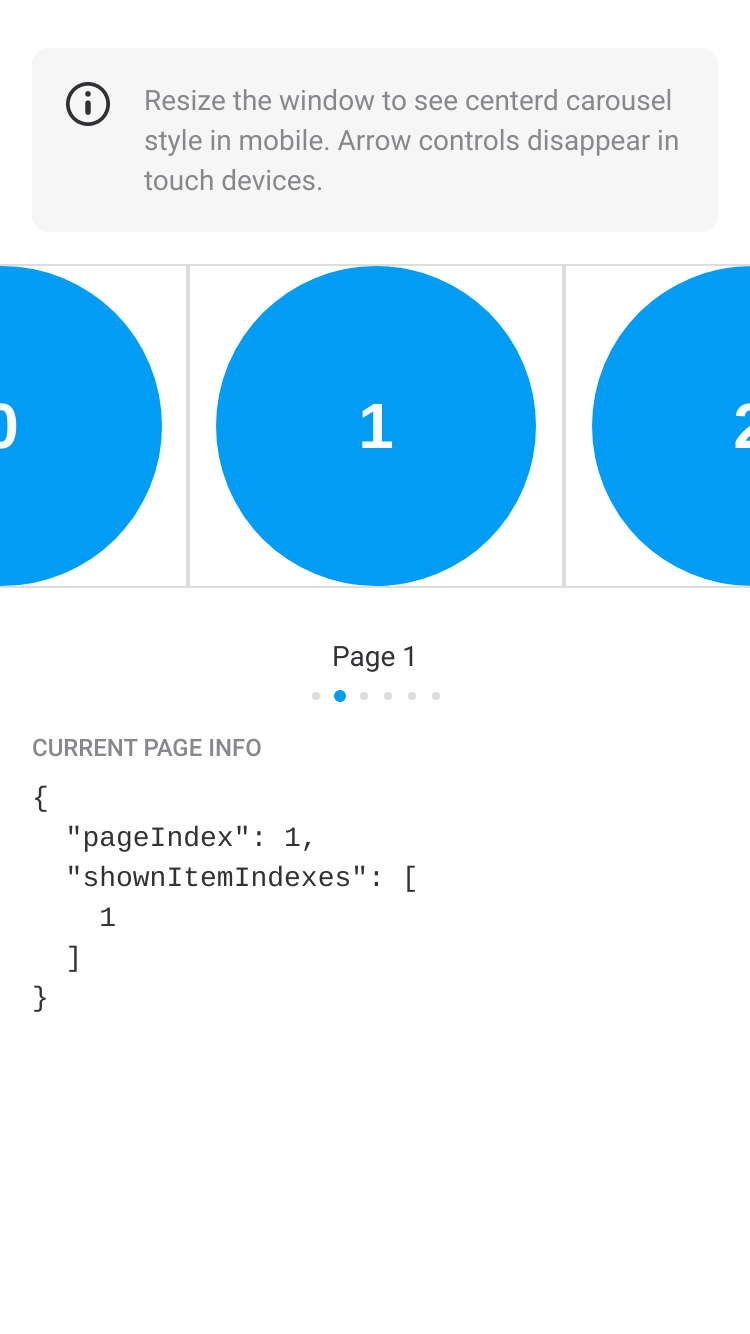 Resize the window to see centerd carousel
style in mobile. Arrow controls disappear in
touch devices.
0 1 2
Page 1
CURRENT PAGE INFO
{
  "pageIndex": 1,
  "shownItemIndexes": [
    1
  ]
}